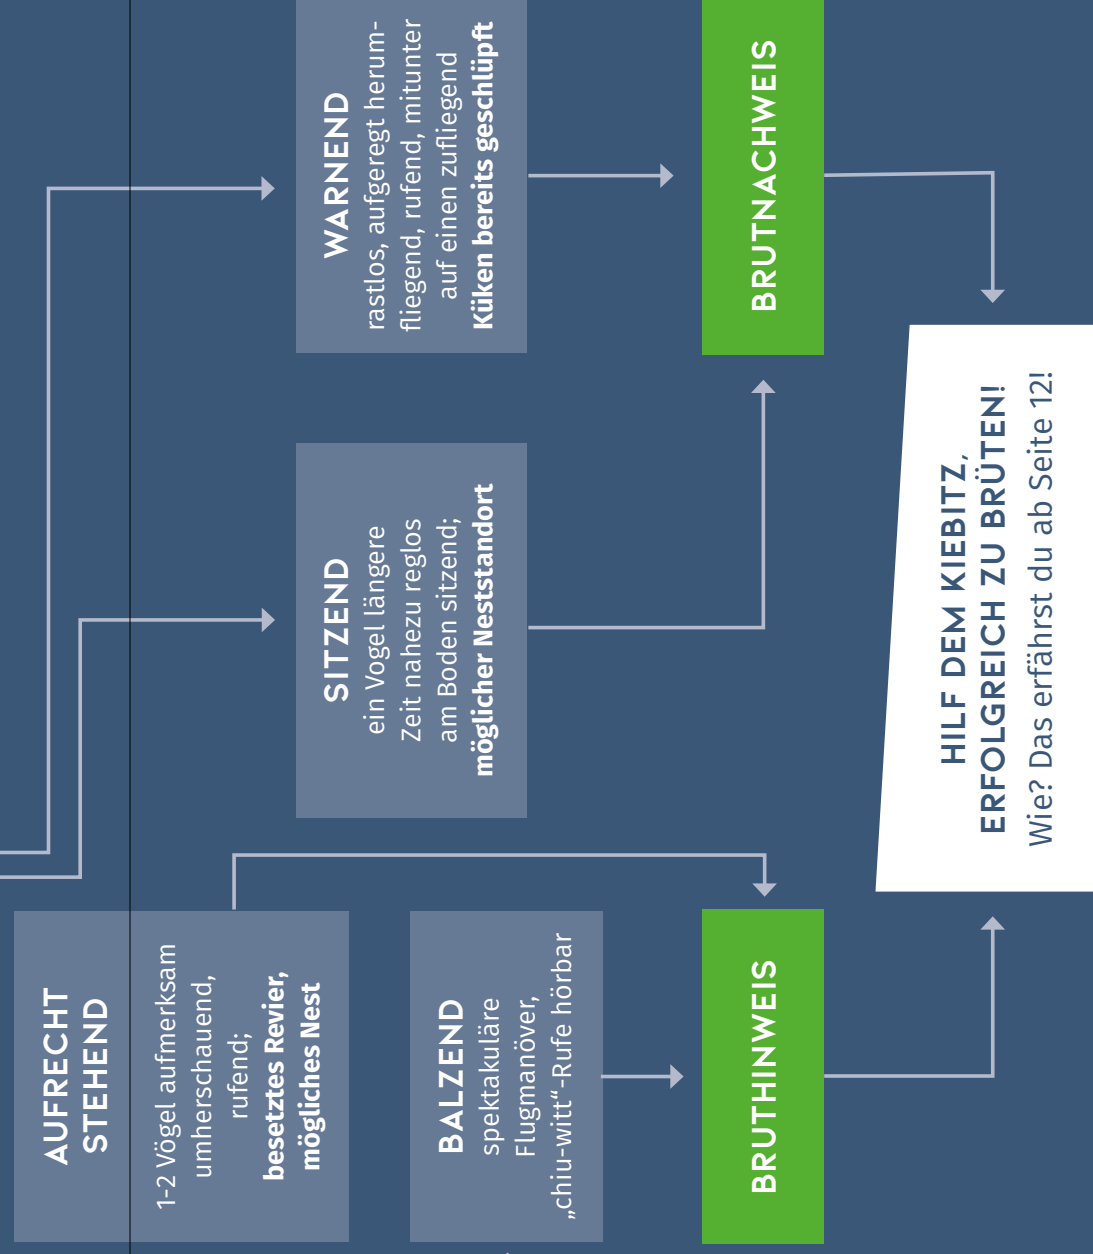 AUFRECHT
STEHEND
1-2 Vögel aufmerksam
umherschauend,
rufend;
besetztes Revier,
mögliches Nest
BALZEND
spektakuläre
Flugmanöver,
„chiu-witt“-Rufe hörbar
SITZEND
ein Vogel längere
Zeit nahezu reglos
am Boden sitzend;
möglicher Neststandort
WARNEND
rastlos, aufgeregt herum-
fliegend, rufend, mitunter
auf einen zufliegend
Küken bereits geschlüpft
BRUTHINWEIS
BRUTNACHWEIS
HILF DEM KIEBITZ,
ERFOLGREICH ZU BRÜTEN!
Wie? Das erfährst du ab Seite 12!